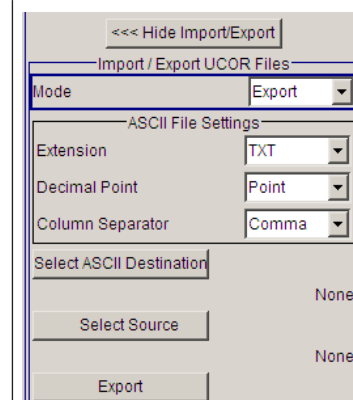 <<< Hide Import/Export
Import / Export UCOR Files
Mode Export
ASCII File Settings
Extension TXT
Decimal Point Point
Column Separator Comma
Select ASCII Destination
None
Select Source
None
Export